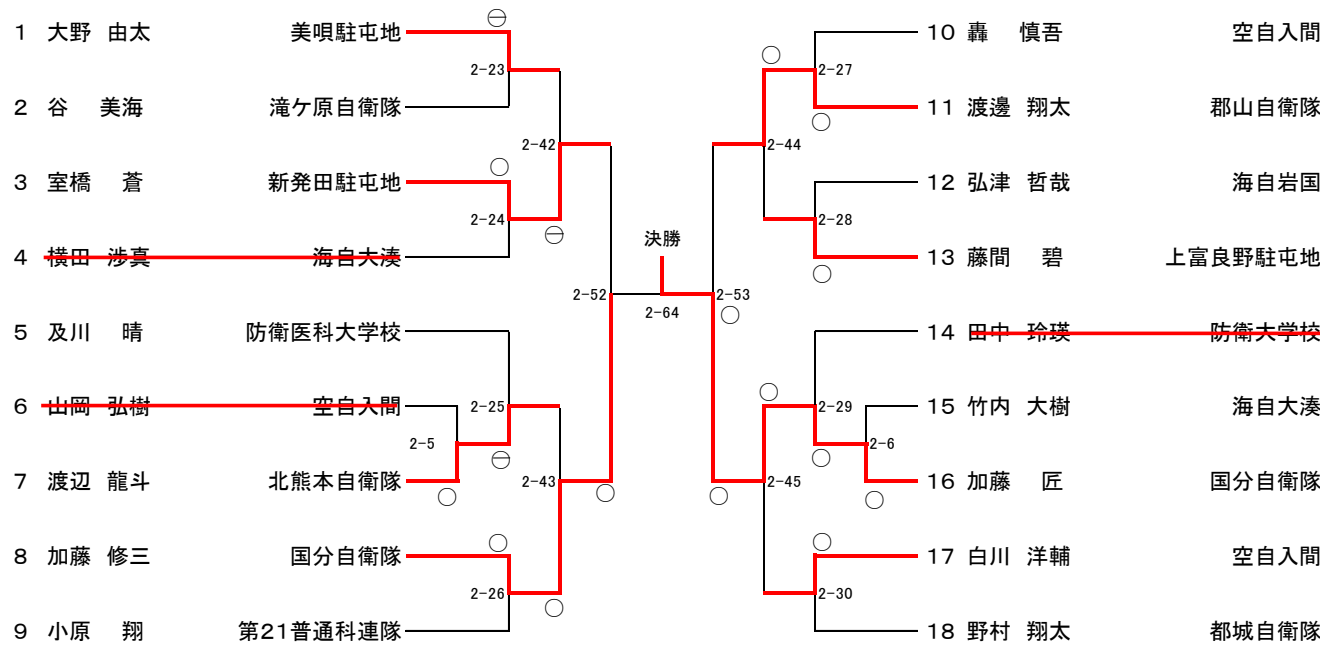 1 大野 由太 美唄駐屯地
2 谷 美海 滝ケ原自衛隊
3 室橋 蒼 新発田駐屯地
4 横田 渉真 海自大湊
5 及川 晴 防衛医科大学校
6 山岡 弘樹 空自入間
7 渡辺 龍斗 北熊本自衛隊
8 加藤 修三 国分自衛隊
9 小原 翔 第21普通科連隊
2-23
2-24
2-5
2-25
2-26
2-42
2-43
2-52
決勝
2-64
2-53
2-44
2-45
2-27
2-28
2-29
2-6
2-30
10 轟 慎吾 空自入間
11 渡邊 翔太 郡山自衛隊
12 弘津 哲哉 海自岩国
13 藤間 碧 上富良野駐屯地
14 田中 玲瑛 防衛大学校
15 竹内 大樹 海自大湊
16 加藤 匠 国分自衛隊
17 白川 洋輔 空自入間
18 野村 翔太 都城自衛隊